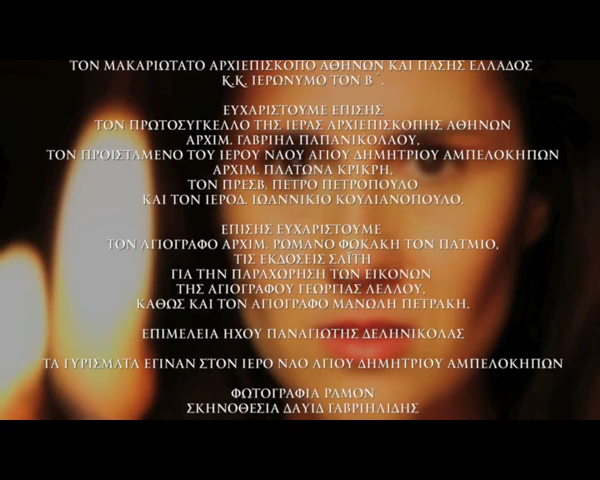 ΤΟΝ ΜΑΚΑΡΙΩΤΑΤΟ ΑΡΧΙΕΠΙΣΚΟΠΟ ΑΘΗΝΩΝ ΚΑΙ ΠΑΣΗΣ ΕΛΛΑΔΟΣ
Κ.Κ. ΙΕΡΩΝΥΜΟ ΤΟΝ Β΄.
ΕΥΧΑΡΙΣΤΟΥΜΕ ΕΠΙΣΗΣ
ΤΟΝ ΠΡΩΤΟΣΥΓΚΕΛΛΟ ΤΗΣ ΙΕΡΑΣ ΑΡΧΙΕΠΙΣΚΟΠΗΣ ΑΘΗΝΩΝ
ΑΡΧΙΜ. ΓΑΒΡΙΗΛ ΠΑΠΑΝΙΚΟΛΑΟΥ,
ΤΟΝ ΠΡΟΙΣΤΑΜΕΝΟ ΤΟΥ ΙΕΡΟΥ ΝΑΟΥ ΑΓΙΟΥ ΔΗΜΗΤΡΙΟΥ ΑΜΠΕΛΟΚΗΠΩΝ
ΑΡΧΙΜ. ΠΛΑΤΩΝΑ ΚΡΙΚΡΗ,
ΤΟΝ ΠΡΕΣΒ. ΠΕΤΡΟ ΠΕΤΡΟΠΟΥΛΟ
ΚΑΙ ΤΟΝ ΙΕΡΟΔ. ΙΩΑΝΝΙΚΙΟ ΚΟΥΛΙΑΝΟΠΟΥΛΟ.
ΕΠΙΣΗΣ ΕΥΧΑΡΙΣΤΟΥΜΕ
ΤΟΝ ΑΓΙΟΓΡΑΦΟ ΑΡΧΙΜ. ΡΩΜΑΝΟ ΦΩΚΑΚΗ ΤΟΝ ΠΑΤΜΙΟ,
ΤΙΣ ΕΚΔΟΣΕΙΣ ΣΑΪΤΗ
ΓΙΑ ΤΗΝ ΠΑΡΑΧΩΡΗΣΗ ΤΩΝ ΕΙΚΟΝΩΝ
ΤΗΣ ΑΓΙΟΓΡΑΦΟΥ ΓΕΩΡΓΙΑΣ ΛΕΛΛΟΥ,
ΚΑΘΩΣ ΚΑΙ ΤΟΝ ΑΓΙΟΓΡΑΦΟ ΜΑΝΩΛΗ ΠΕΤΡΑΚΗ.
ΕΠΙΜΕΛΕΙΑ ΗΧΟΥ ΠΑΝΑΓΙΩΤΗΣ ΔΕΛΗΝΙΚΟΛΑΣ
ΤΑ ΓΥΡΙΣΜΑΤΑ ΕΓΙΝΑΝ ΣΤΟΝ ΙΕΡΟ ΝΑΟ ΑΓΙΟΥ ΔΗΜΗΤΡΙΟΥ ΑΜΠΕΛΟΚΗΠΩΝ
ΦΩΤΟΓΡΑΦΙΑ ΡΑΜΟΝ
ΣΚΗΝΟΘΕΣΙΑ ΔΑΥΙΔ ΓΑΒΡΙΗΛΙΔΗΣ